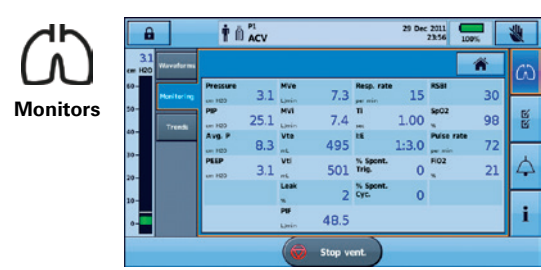 Monitors
P1
ACV
29 Dec 2011
23:56
100%
3.1
cm H2O
60-
50-
40-
30-
20-
10-
0-
Waveforms
Monitoring
Trends
Pressure
cm H2O
3.1
MVe
L/min
7.3
Resp. rate
per min
15
RSBI
30
PIP
cm H2O
25.1
MVi
L/min
7.4
Ti
sec
1.00
SpO2
%
98
Avg. P
cm H2O
8.3
Vte
mL
495
I:E
1:3.0
Pulse rate
per min
72
PEEP
cm H2O
3.1
Vti
mL
501
% Spont.
Trig.
0
FiO2
%
21
Leak
%
2
% Spont.
Cyc.
0
PIF
L/min
48.5
Stop vent.